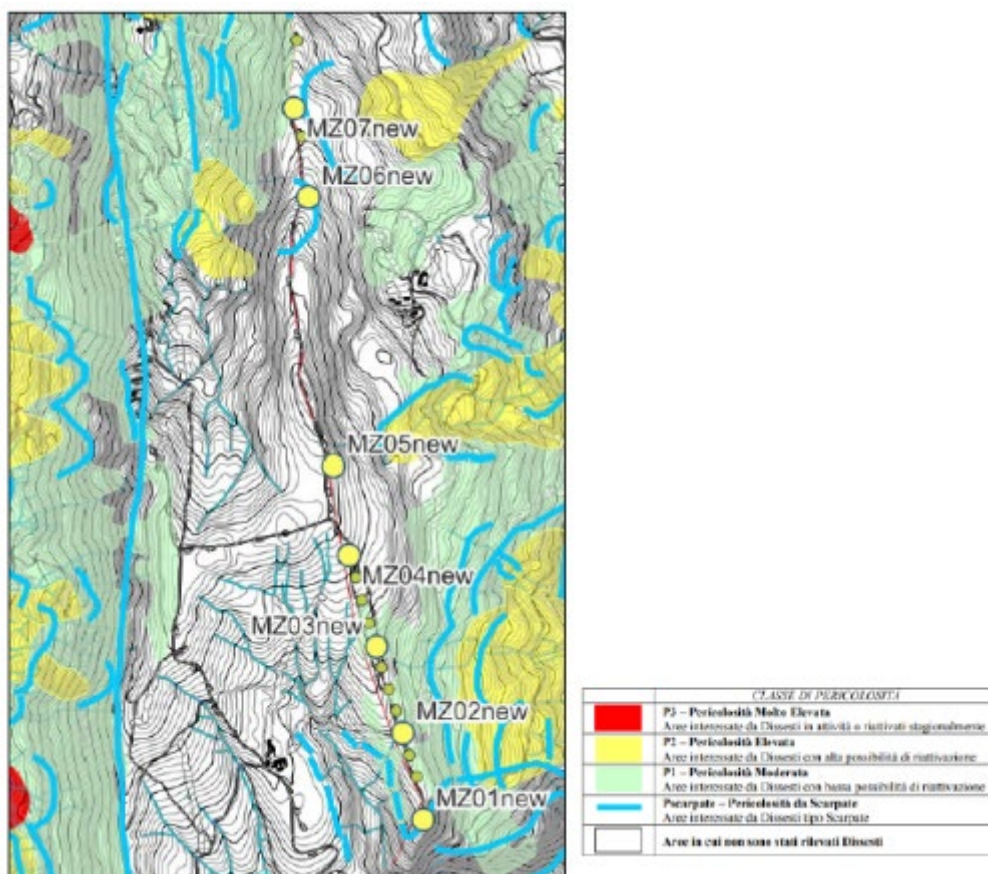 MZ07new
MZ06new
MZ05new
MZ04new
MZ03new
MZ02new
MZ01new
CLASSE DI PERICOLOSITÀ
P3 – Pericolosità Molto Elevata
Aree interessate da Dissesti in attività o riattivati stagionalmente
P2 – Pericolosità Elevata
Aree interessate da Dissesti con alta possibilità di riattivazione
P1 – Pericolosità Moderata
Aree interessate da Dissesti con bassa possibilità di riattivazione
Pscarpate – Pericolosità da Scarpate
Aree interessate da Dissesti tipo Scarpate
Aree in cui non sono stati rilevati Dissesti